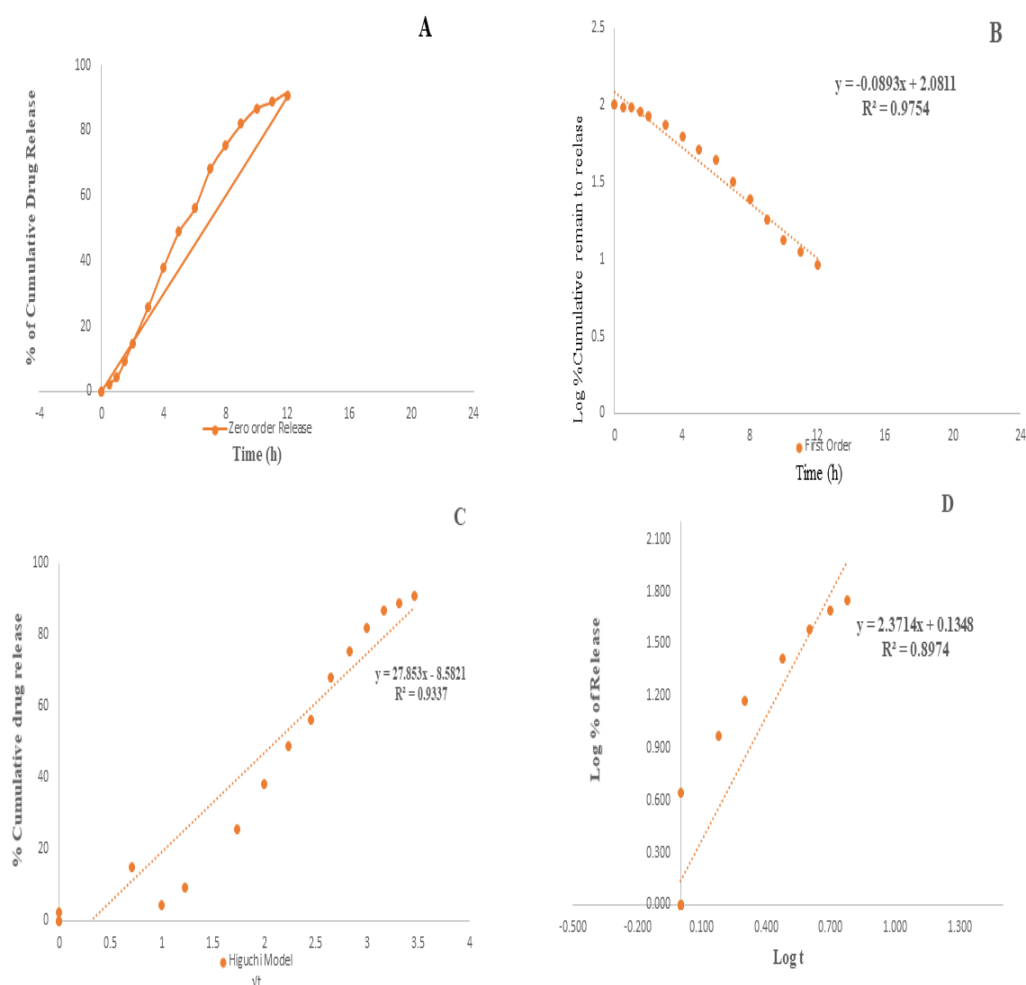 A
% of Cumulative Drug Release
100
80
60
40
20
0
-4 0 4 8 12 16 20 24
Zero order Release
Time (h)
B
Log %Cumulative remain to reclase
2.5
2
1.5
1
0.5
0
y = -0.0893x + 2.0811
R² = 0.9754
0 4 8 12 16 20 24
First Order
Time (h)
C
% Cumulative drug release
100
80
60
40
20
0
y = 27.853x - 8.5821
R² = 0.9337
0 0.5 1 1.5 2 2.5 3 3.5 4
Higuchi Model
√t
D
Log % of Release
2.100
1.800
1.500
1.200
0.900
0.600
0.300
0.000
y = 2.3714x + 0.1348
R² = 0.8974
-0.500 -0.200 0.100 0.400 0.700 1.000 1.300
Log t